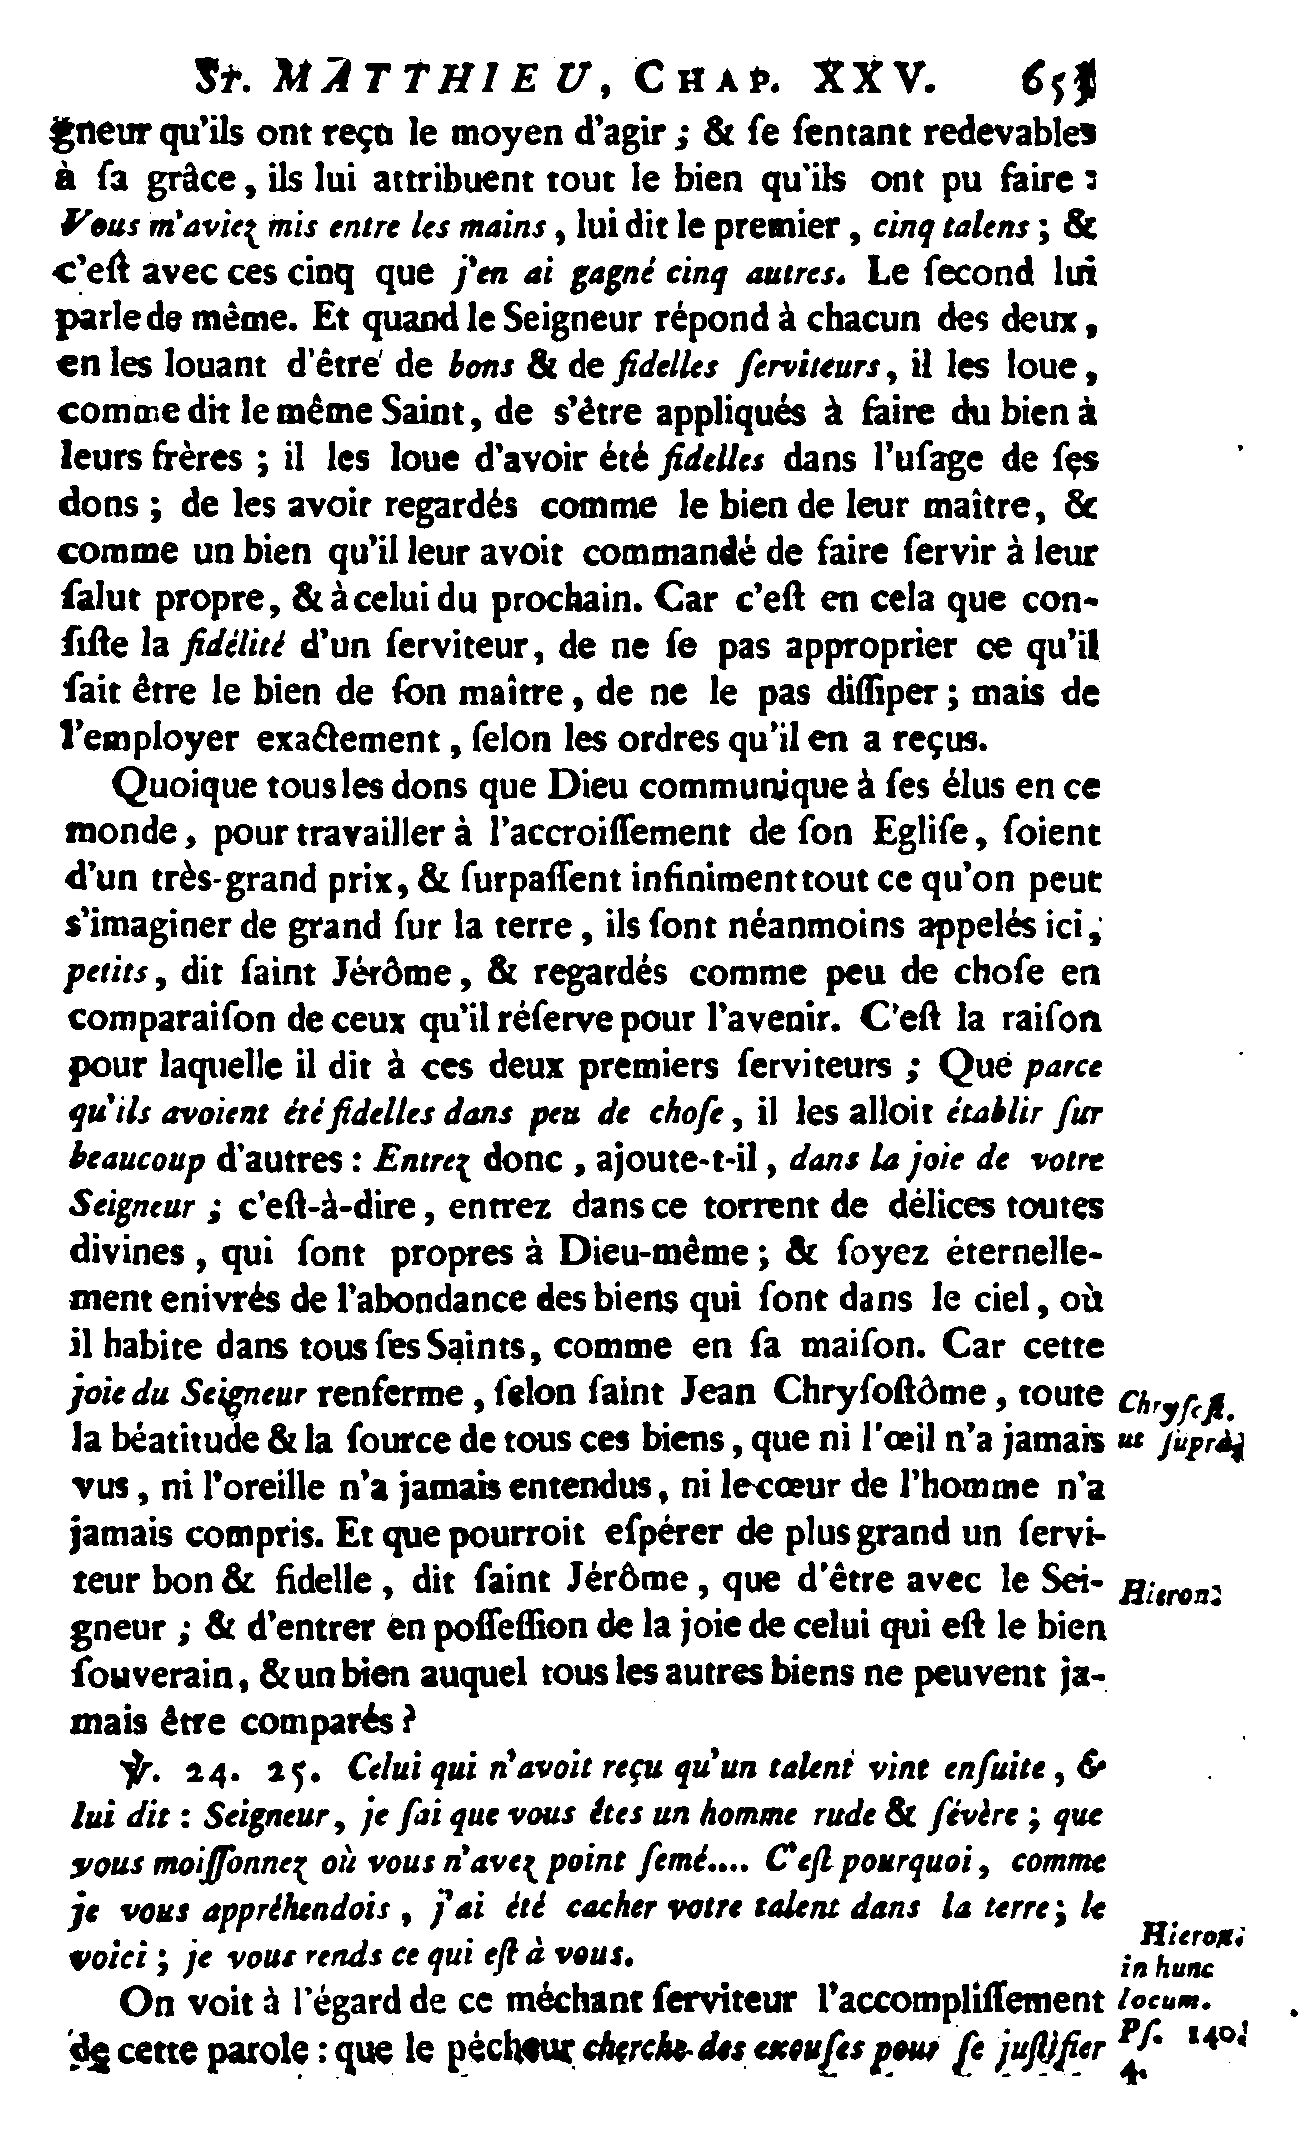 St. MATTHIEU, CHAP. XXV.
gneur qu'ils ont reçu le moyen d'agir ; & ſe ſentant redevables
à ſa grâce, ils lui attribuent tout le bien qu'ils ont pu faire :
Vous m'aviez mis entre les mains, lui dit le premier, cinq talens ; &
c'eſt avec ces cinq que j'en ai gagné cinq autres. Le ſecond lui
parle de même. Et quand le Seigneur répond à chacun des deux,
en les louant d'être de bons & de fidelles ſerviteurs, il les loue,
comme dit le même Saint, de s'être appliqués à faire du bien à
leurs frères ; il les loue d'avoir été fidelles dans l'uſage de ſes
dons ; de les avoir regardés comme le bien de leur maître, &
comme un bien qu'il leur avoit commandé de faire ſervir à leur
ſalut propre, & à celui du prochain. Car c'eſt en cela que con-
ſiſte la fidélité d'un ſerviteur, de ne ſe pas approprier ce qu'il
ſait être le bien de ſon maître, de ne le pas diſſiper ; mais de
l'employer exactement, ſelon les ordres qu'il en a reçus.
Quoique tous les dons que Dieu communique à ſes élus en ce
monde, pour travailler à l'accroiſſement de ſon Egliſe, ſoient
d'un très-grand prix, & ſurpaſſent infiniment tout ce qu'on peut
s'imaginer de grand ſur la terre, ils ſont néanmoins appelés ici,
petits, dit ſaint Jérôme, & regardés comme peu de choſe en
comparaiſon de ceux qu'il réſerve pour l'avenir. C'eſt la raiſon
pour laquelle il dit à ces deux premiers ſerviteurs ; Que parce
qu'ils avoient été fidelles dans peu de choſe, il les alloit établir ſur
beaucoup d'autres : Entrez donc, ajoute-t-il, dans la joie de votre
Seigneur ; c'eſt-à-dire, entrez dans ce torrent de délices toutes
divines, qui ſont propres à Dieu-même ; & ſoyez éternelle-
ment enivrés de l'abondance des biens qui ſont dans le ciel, où
il habite dans tous ſes Saints, comme en ſa maiſon. Car cette
joie du Seigneur renferme, ſelon ſaint Jean Chryſoſtôme, toute
Chryſoſt.
la béatitude & la ſource de tous ces biens, que ni l'œil n'a jamais
ut ſuprà,
vus, ni l'oreille n'a jamais entendus, ni le cœur de l'homme n'a
jamais compris. Et que pourroit eſpérer de plus grand un ſervi-
teur bon & fidelle, dit ſaint Jérôme, que d'être avec le Sei-
Hieron.
gneur ; & d'entrer en poſſeſſion de la joie de celui qui eſt le bien
ſouverain, & un bien auquel tous les autres biens ne peuvent ja-
mais être comparés ?
℣. 24. 25. Celui qui n'avoit reçu qu'un talent vint enſuite, &
lui dit : Seigneur, je ſai que vous êtes un homme rude & ſévère ; que
vous moiſſonnez où vous n'avez point ſemé.... C'eſt pourquoi, comme
je vous appréhendois, j'ai été cacher votre talent dans la terre ; le
voici ; je vous rends ce qui eſt à vous.
Hieron.
in hunc
On voit à l'égard de ce méchant ſerviteur l'accompliſſement
locum.
de cette parole : que le pécheur cherche des excuſes pour ſe juſtifier
Pſ. 140.
4.